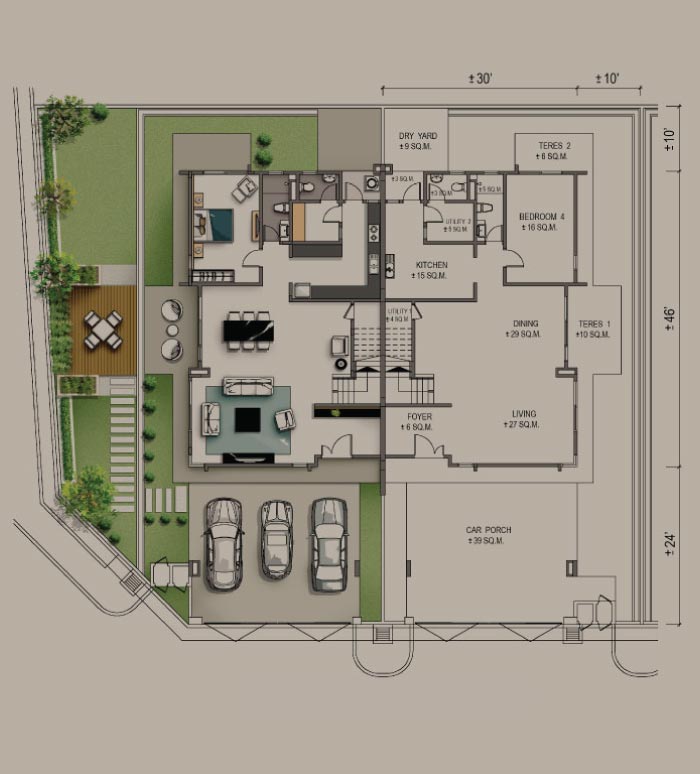 ± 30'
± 10'
± 10'
DRY YARD
± 9 SQ.M.
TERES 2
± 6 SQ.M.
± 3 SQ.M.
± 3 SQ.M.
SQ.M.
UTILITY 2
SQ.M.
BEDROOM 4
± 16 SQ.M.
KITCHEN
± 15 SQ.M.
UTILITY 1
± 4 SQ.M.
DINING
± 29 SQ.M.
TERES 1
±10 SQ.M.
± 46'
FOYER
± 6 SQ.M.
LIVING
± 27 SQ.M.
CAR PORCH
± 39 SQ.M.
± 24'